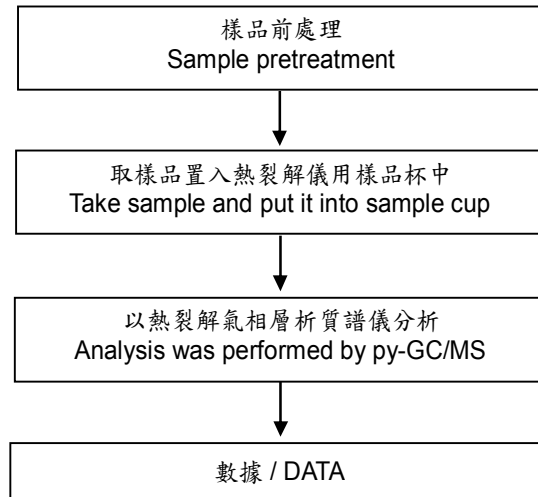 樣品前處理
Sample pretreatment
取樣品置入熱裂解儀用樣品杯中
Take sample and put it into sample cup
以熱裂解氣相層析質譜儀分析
Analysis was performed by py-GC/MS
數據 / DATA